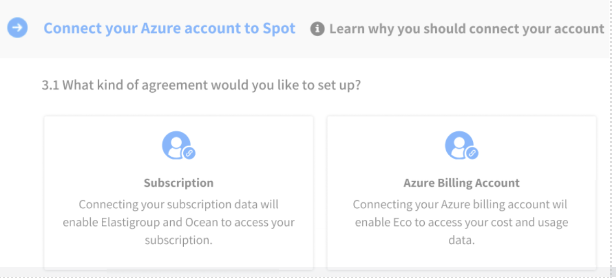 Connect your Azure account to Spot Learn why you should connect your account
3.1 What kind of agreement would you like to set up?
Subscription
Connecting your subscription data will
enable Elastigroup and Ocean to access your
subscription.
Azure Billing Account
Connecting your Azure billing account wil
enable Eco to access your cost and usage
data.